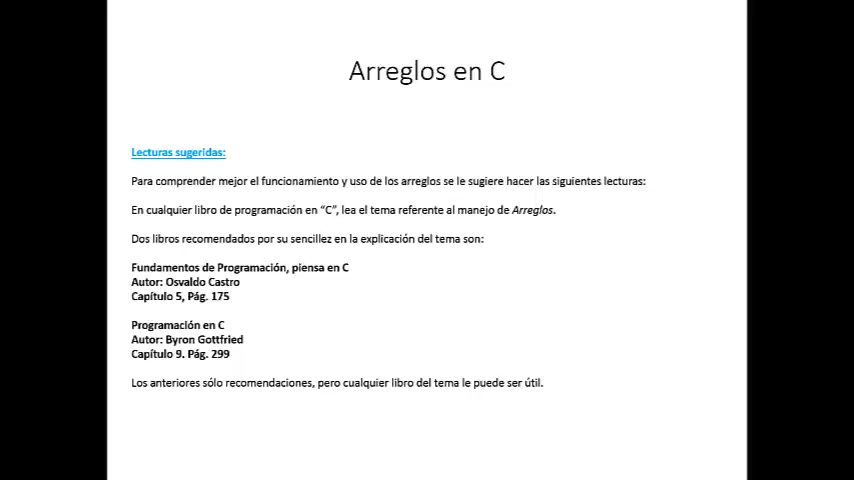 Arreglos en C
Lecturas sugeridas:
Para comprender mejor el funcionamiento y uso de los arreglos se le sugiere hacer las siguientes lecturas:
En cualquier libro de programación en “C”, lea el tema referente al manejo de Arreglos.
Dos libros recomendados por su sencillez en la explicación del tema son:
Fundamentos de Programación, piensa en C
Autor: Osvaldo Castro
Capítulo 5, Pág. 175
Programación en C
Autor: Byron Gottfried
Capítulo 9. Pág. 299
Los anteriores sólo recomendaciones, pero cualquier libro del tema le puede ser útil.